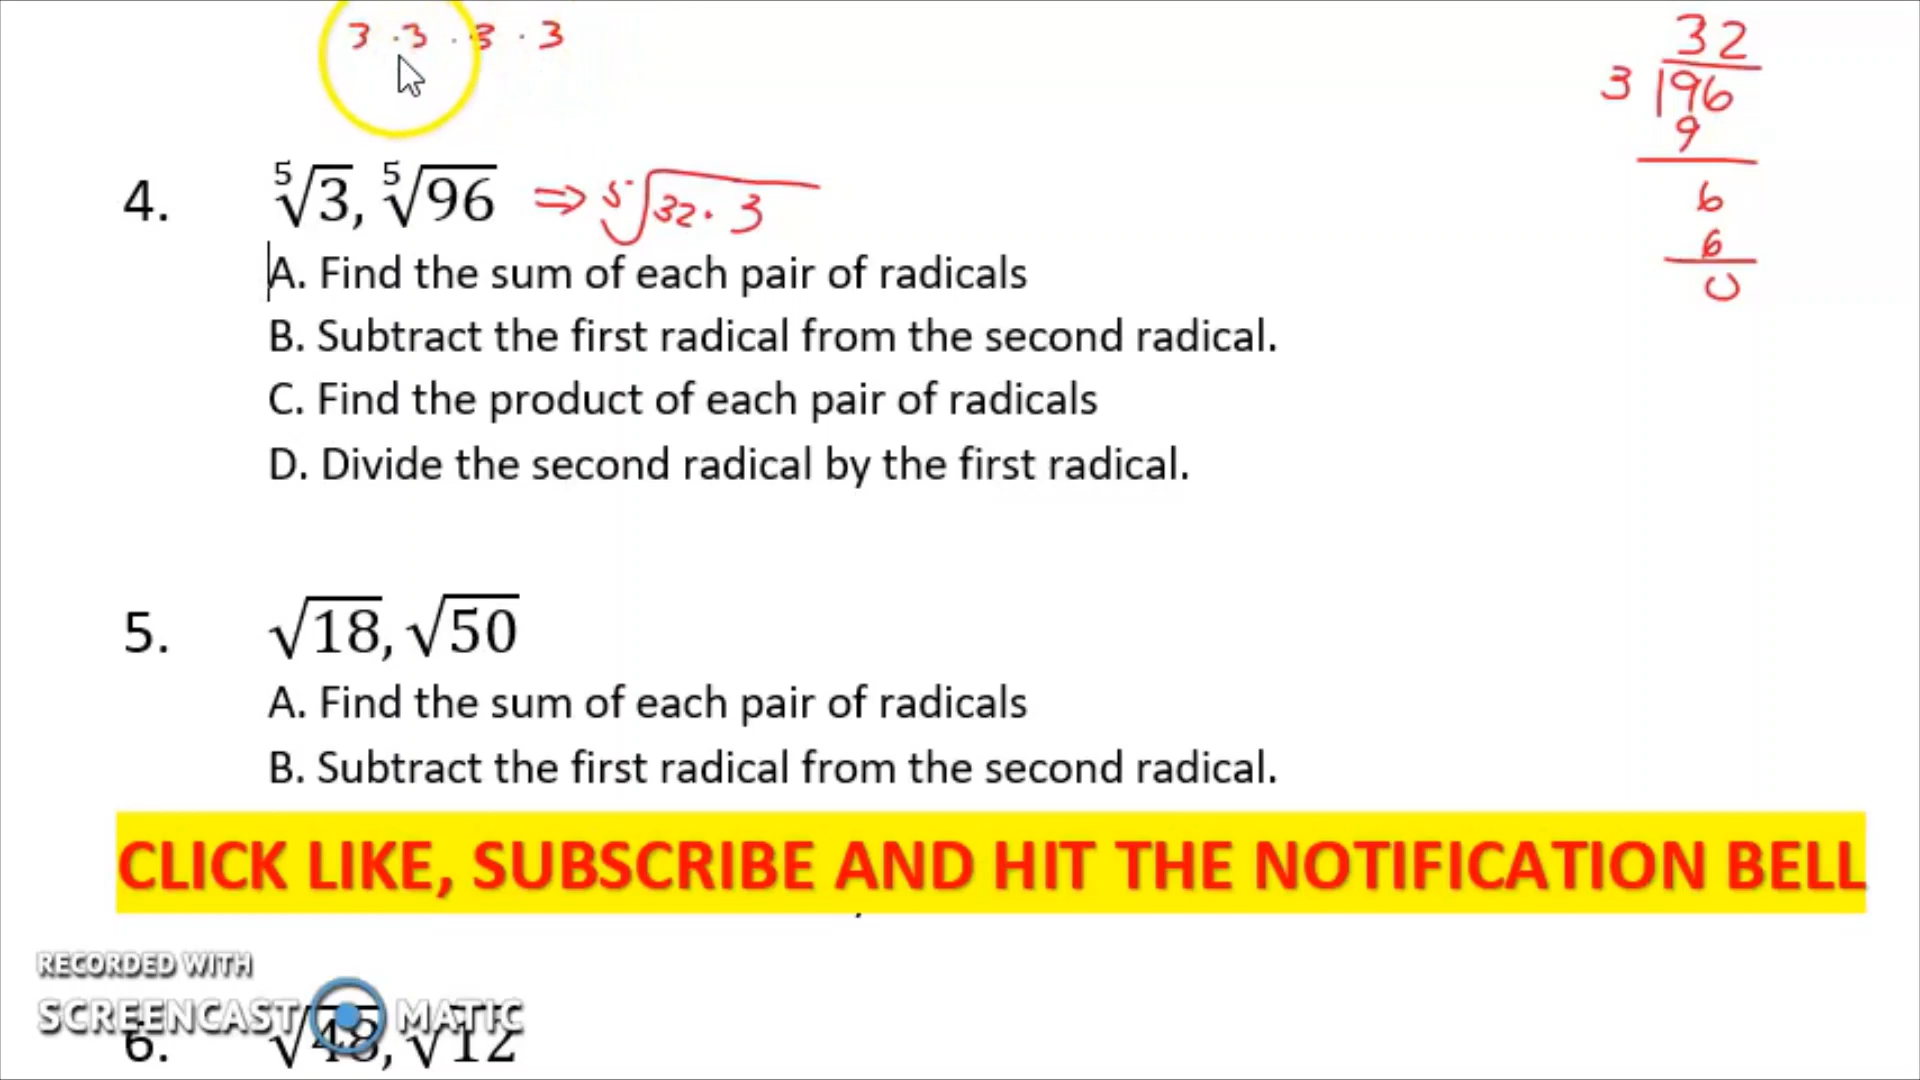 3 · 3 · 3 · 3
32
3 96
9
6
6
0
4. ⁵√3, ⁵√96 ⇒ ⁵√32 · 3
A. Find the sum of each pair of radicals
B. Subtract the first radical from the second radical.
C. Find the product of each pair of radicals
D. Divide the second radical by the first radical.
5. √18, √50
A. Find the sum of each pair of radicals
B. Subtract the first radical from the second radical.
CLICK LIKE, SUBSCRIBE AND HIT THE NOTIFICATION BELL
RECORDED WITH
SCREENCAST MATIC
6. √48, √12